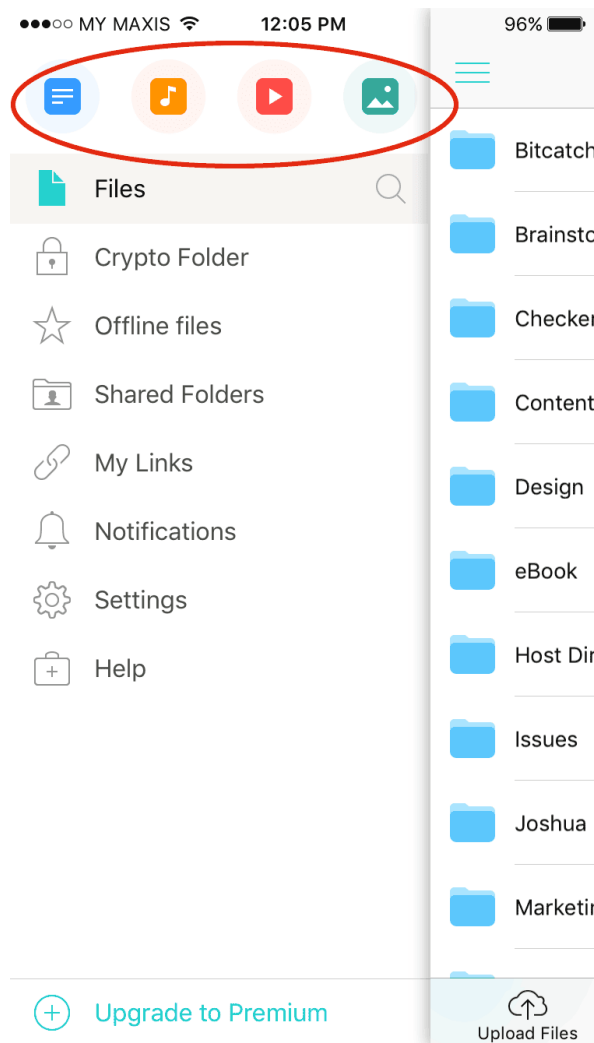 MY MAXIS 12:05 PM 96%
Files
Crypto Folder
Offline files
Shared Folders
My Links
Notifications
Settings
Help
Upgrade to Premium
Bitcatch
Brainsto
Checker
Content
Design
eBook
Host Dir
Issues
Joshua
Marketin
Upload Files